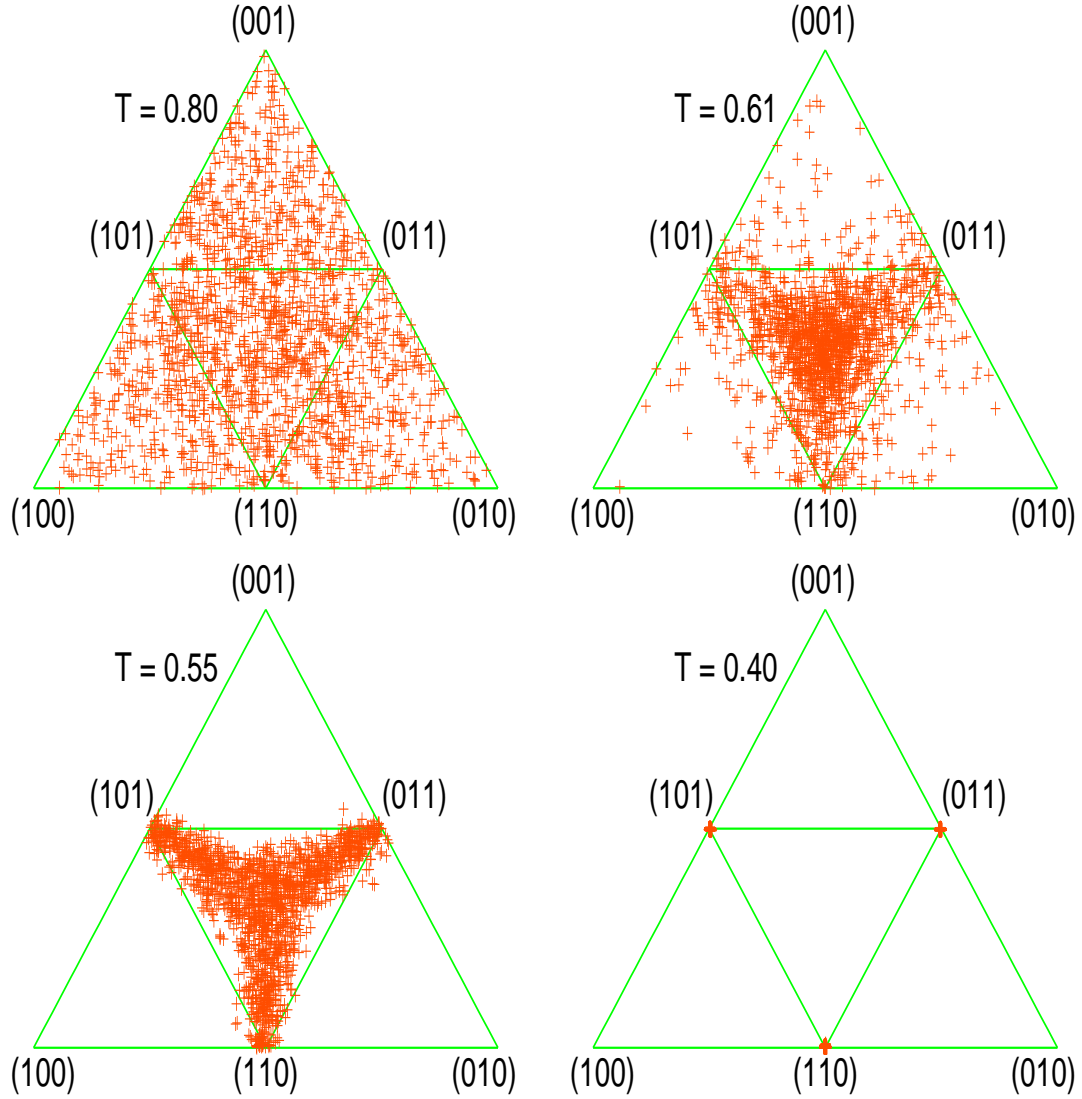 (001) (001)
T = 0.80 T = 0.61
(101) (011) (101) (011)
(100) (110) (010) (100) (110) (010)
(001) (001)
T = 0.55 T = 0.40
(101) (011) (101) (011)
(100) (110) (010) (100) (110) (010)